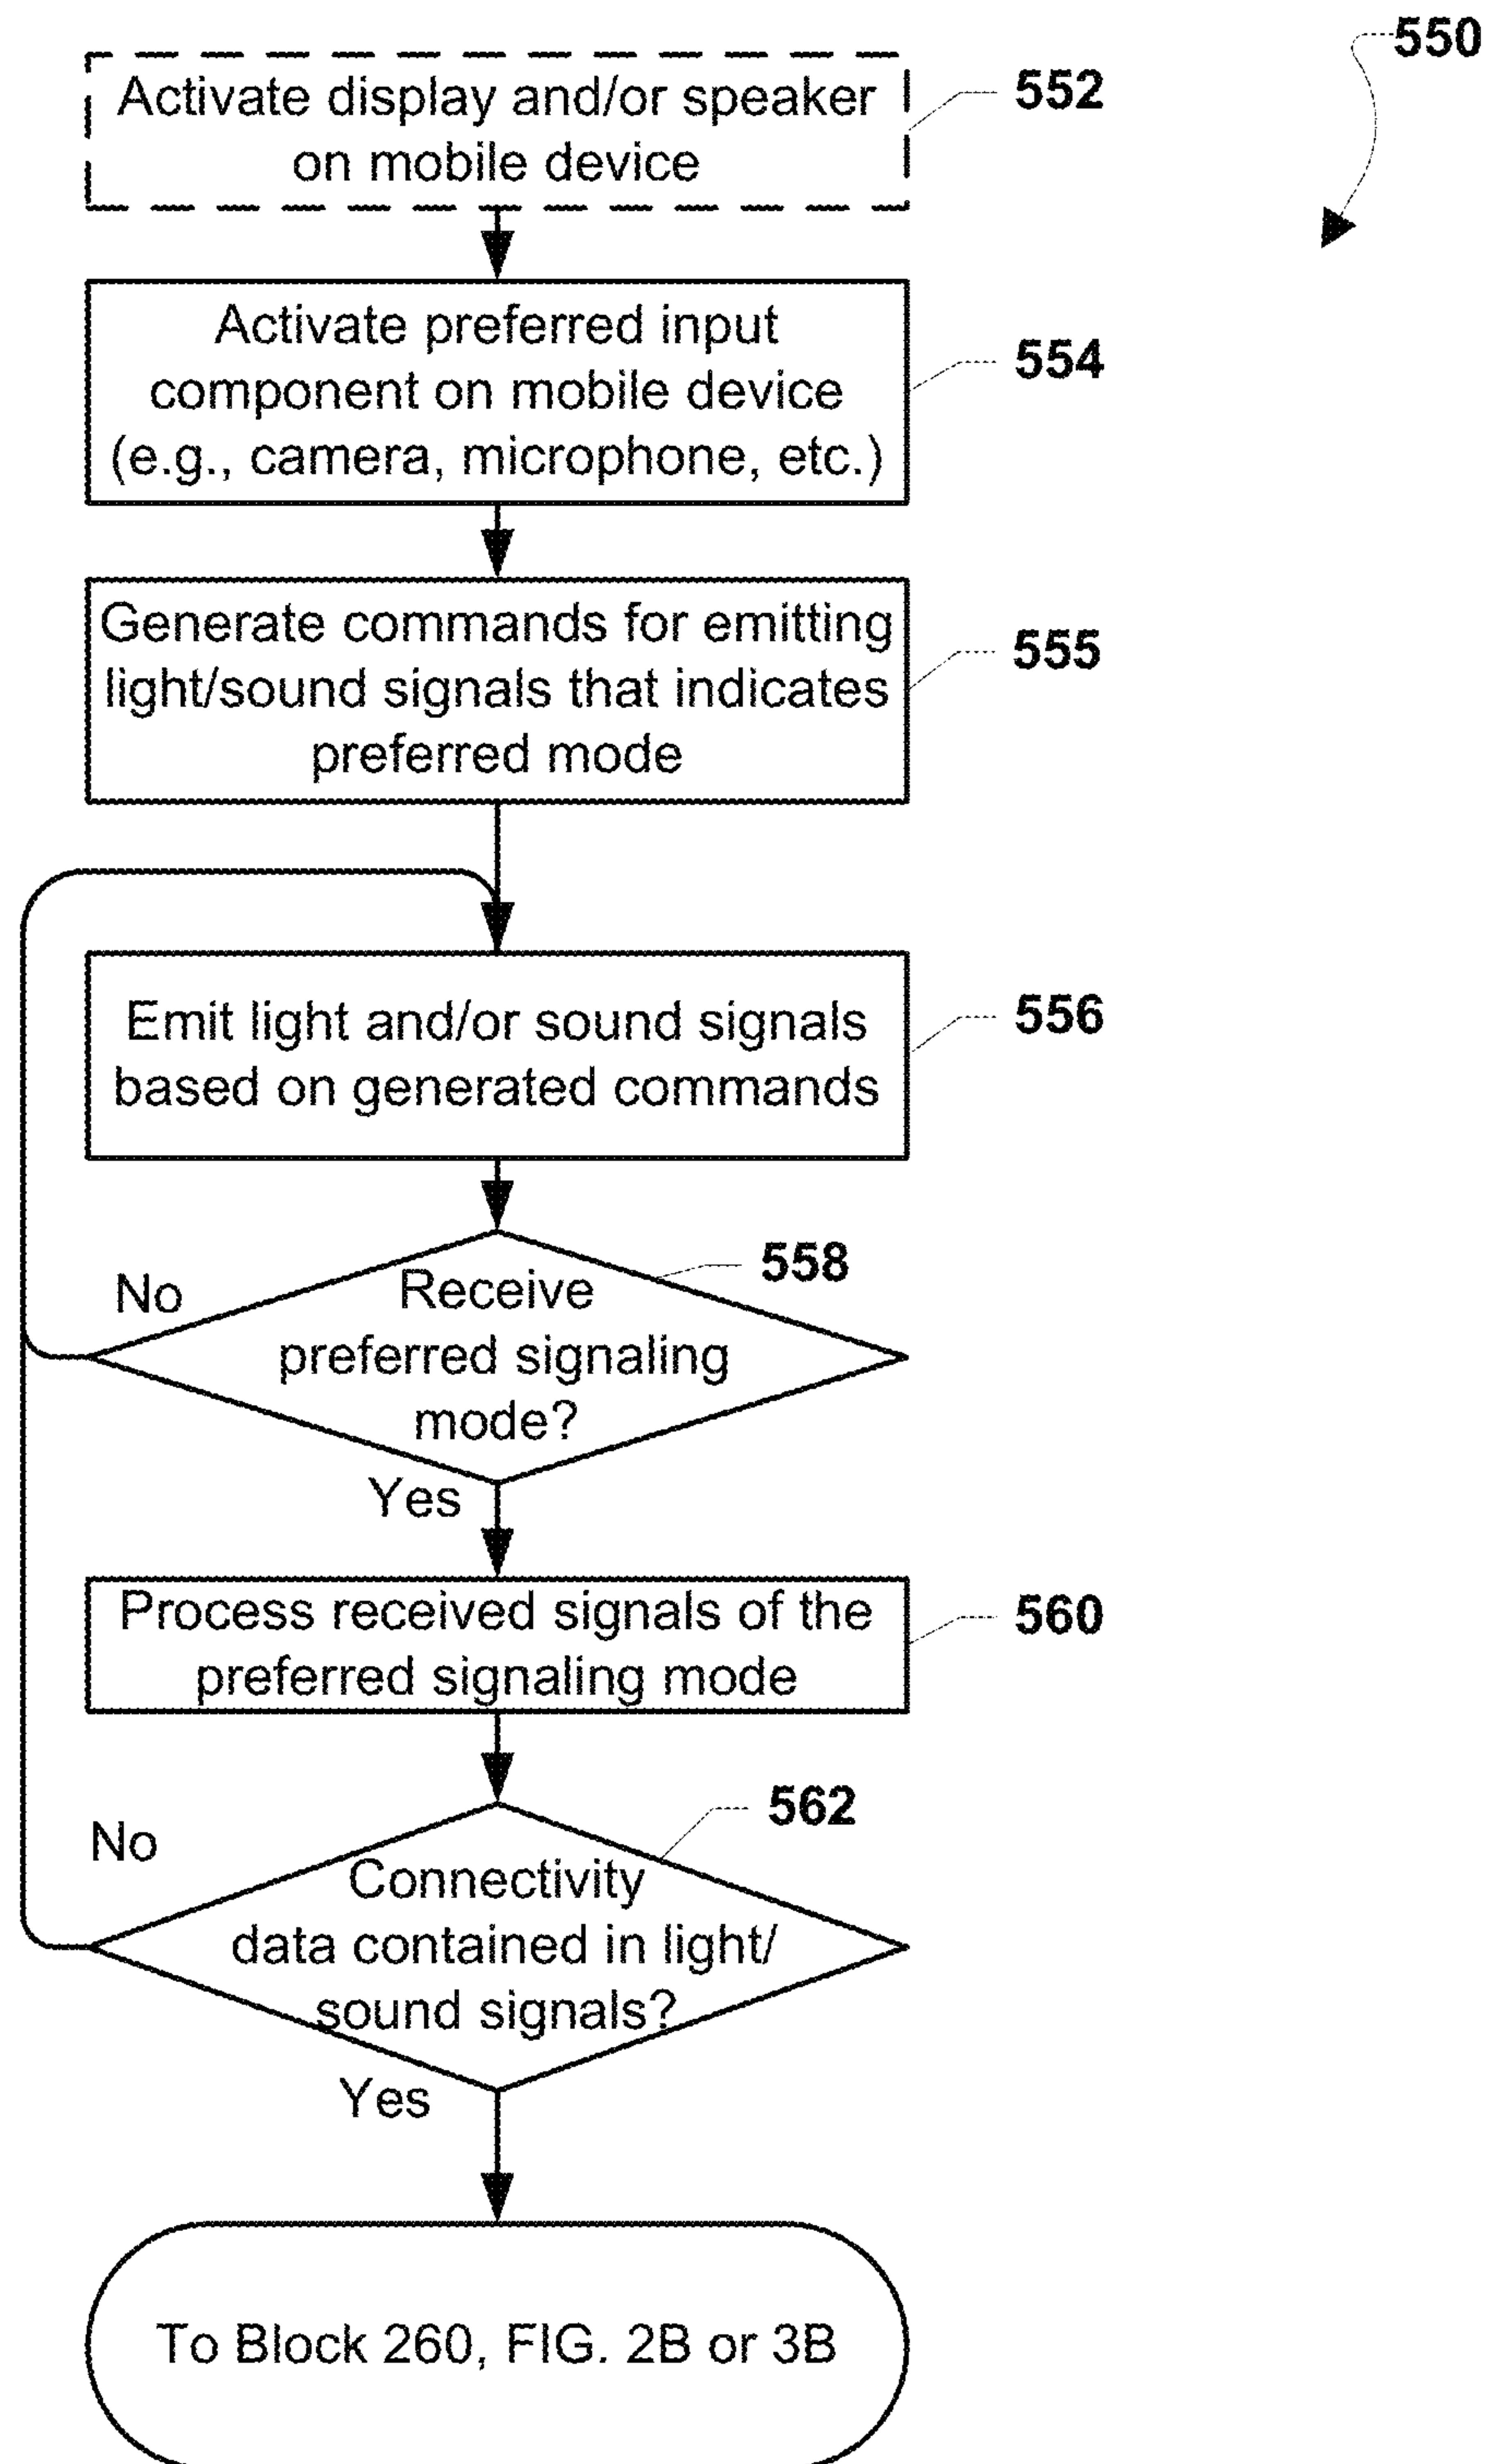 550
Activate display and/or speaker
on mobile device
552
Activate preferred input
component on mobile device
(e.g., camera, microphone, etc.)
554
Generate commands for emitting
light/sound signals that indicates
preferred mode
555
Emit light and/or sound signals
based on generated commands
556
558
No
Receive
preferred signaling
mode?
Yes
Process received signals of the
preferred signaling mode
560
562
No
Connectivity
data contained in light/
sound signals?
Yes
To Block 260, FIG. 2B or 3B